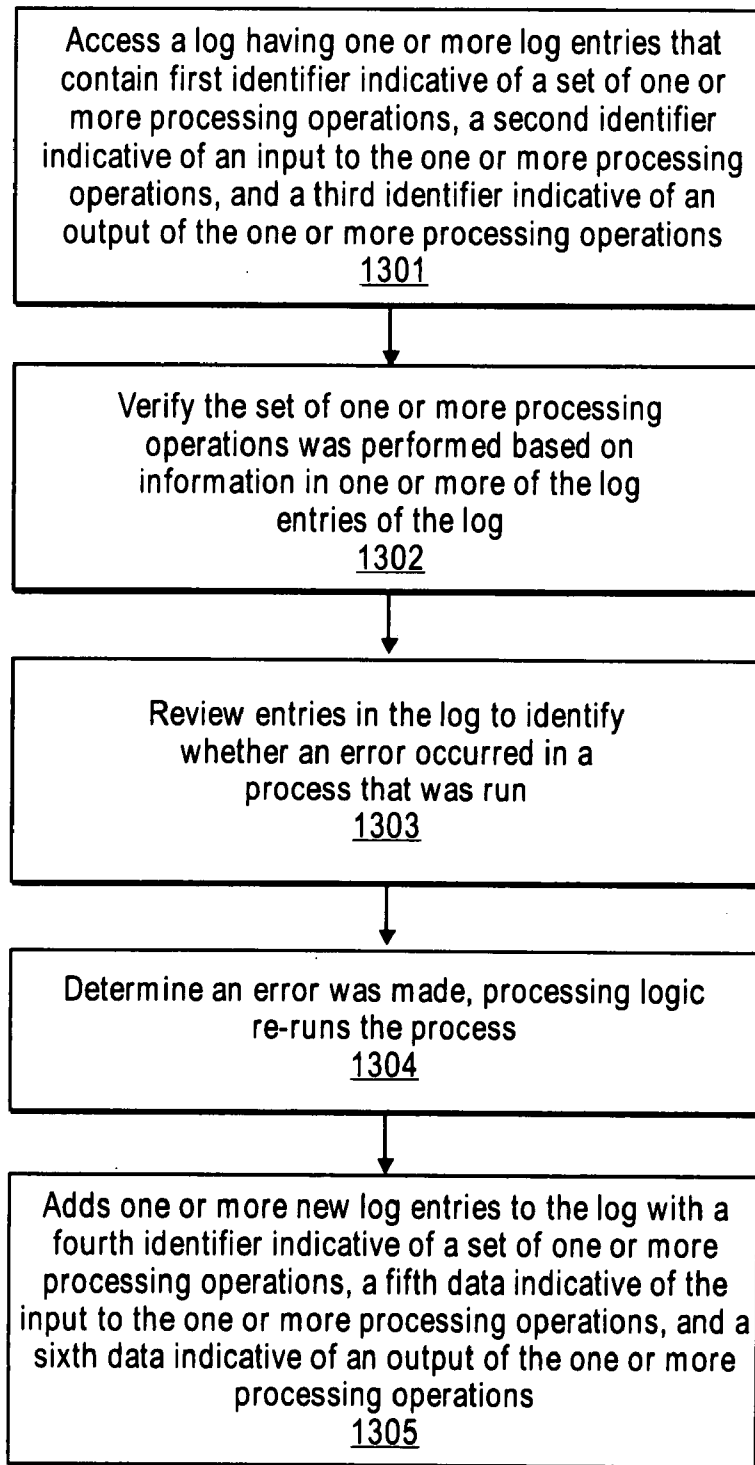 Access a log having one or more log entries that
contain first identifier indicative of a set of one or
more processing operations, a second identifier
indicative of an input to the one or more processing
operations, and a third identifier indicative of an
output of the one or more processing operations
1301
Verify the set of one or more processing
operations was performed based on
information in one or more of the log
entries of the log
1302
Review entries in the log to identify
whether an error occurred in a
process that was run
1303
Determine an error was made, processing logic
re-runs the process
1304
Adds one or more new log entries to the log with a
fourth identifier indicative of a set of one or more
processing operations, a fifth data indicative of the
input to the one or more processing operations, and a
sixth data indicative of an output of the one or more
processing operations
1305